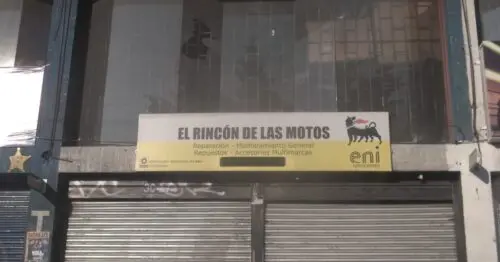 EL RINCÓN DE LAS MOTOS
Reparación - Mantenimiento General
Repuestos - Accesorios Multimarcas
eni
T